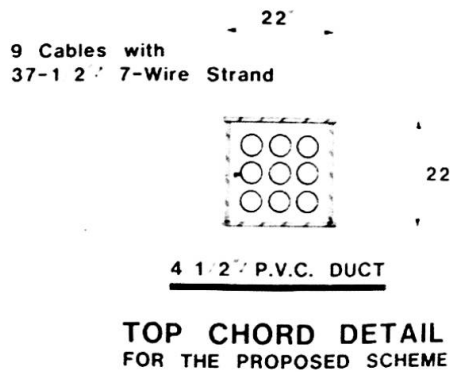 22"
9 Cables with
37-1 2" 7-Wire Strand
22
4 1/2" P.V.C. DUCT
TOP CHORD DETAIL
FOR THE PROPOSED SCHEME